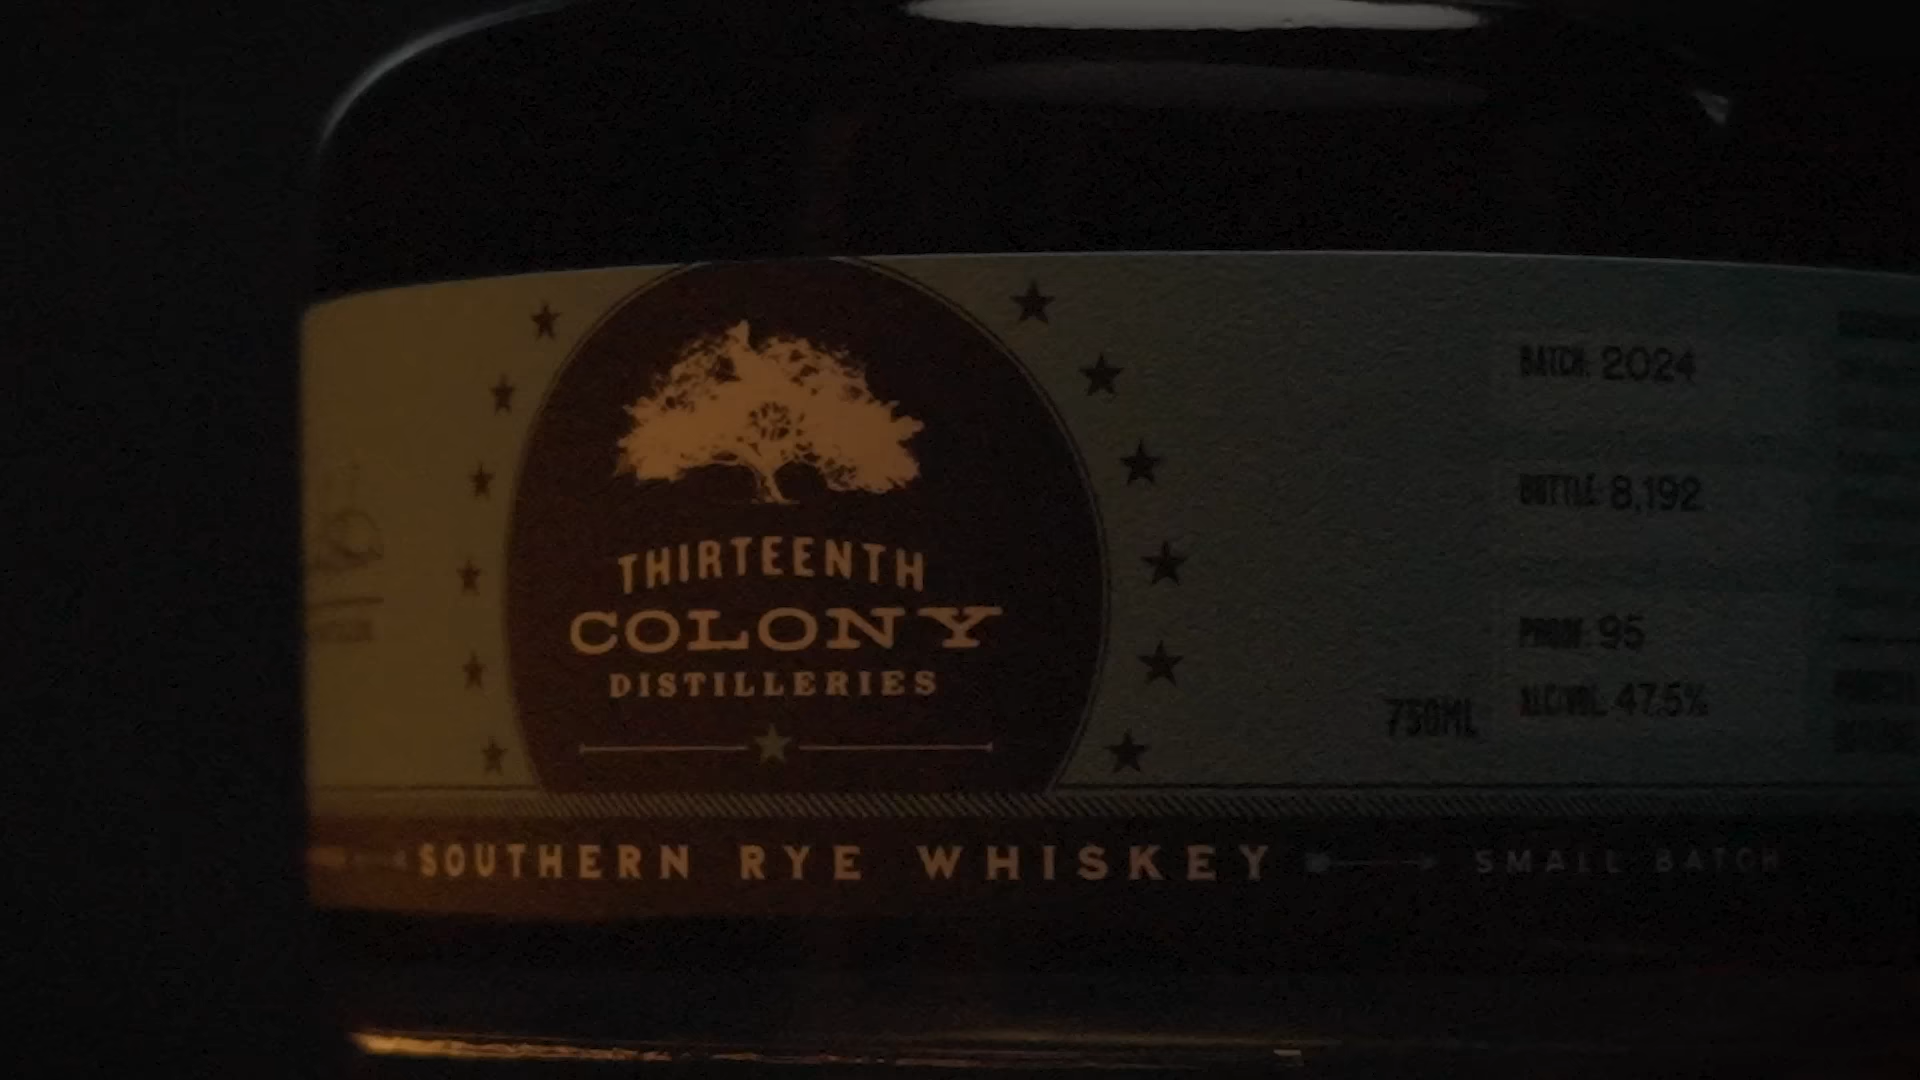 THIRTEENTH
COLONY
DISTILLERIES
SOUTHERN RYE WHISKEY
SMALL BATCH
BATCH: 2024
BOTTLE: 8,192
PROOF: 95
ALC/VOL: 47.5%
750ML